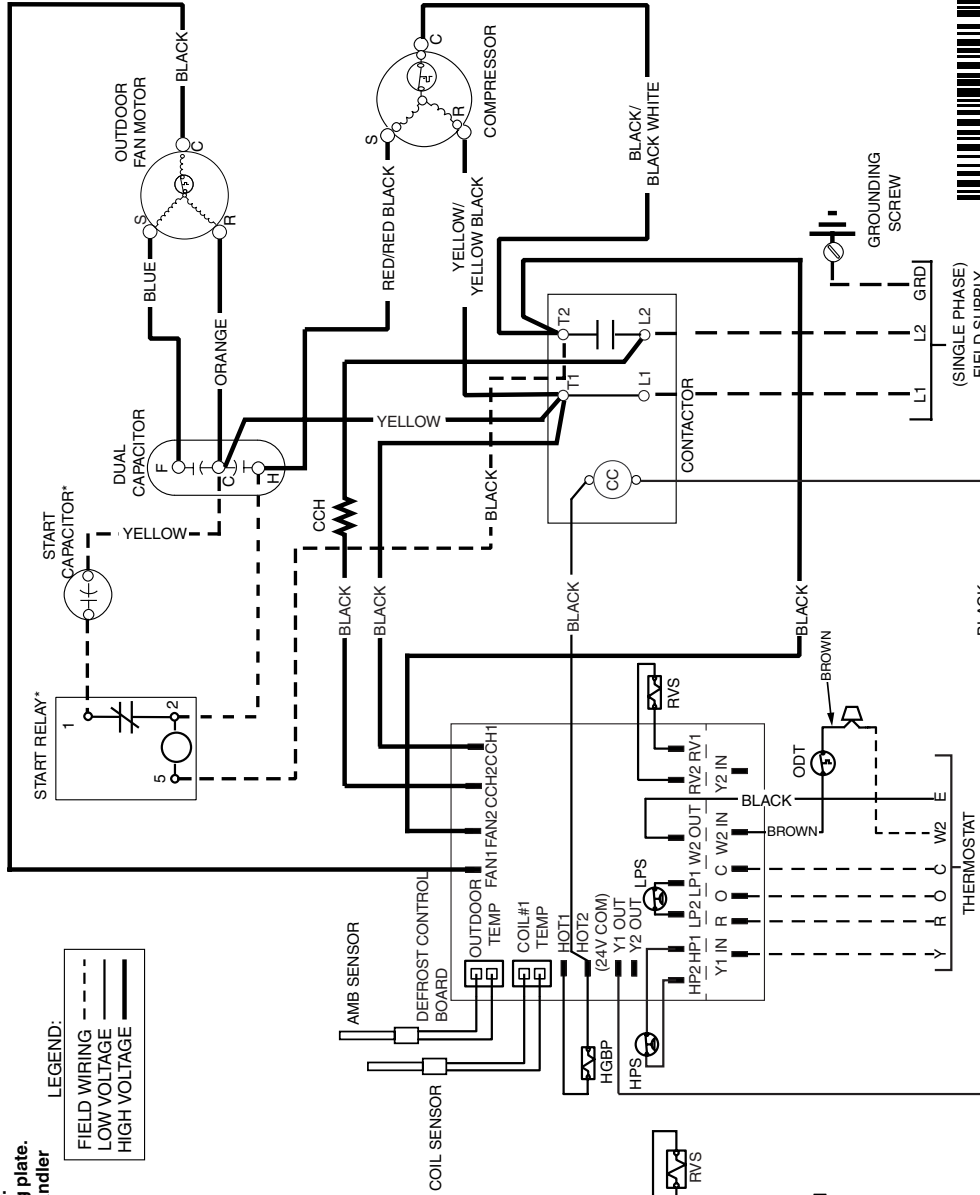 g plate.
ndler
LEGEND:
FIELD WIRING
LOW VOLTAGE
HIGH VOLTAGE
BLACK
OUTDOOR
FAN MOTOR
C
S
R
BLUE
ORANGE
DUAL
CAPACITOR
F
C
H
START
CAPACITOR*
YELLOW
START RELAY*
1
2
5
COMPRESSOR
C
S
R
RED/RED BLACK
YELLOW/
YELLOW BLACK
BLACK/
BLACK WHITE
YELLOW
CCH
BLACK
BLACK
BLACK
T2
L2
T1
L1
CC
CONTACTOR
GROUNDING
SCREW
L1
L2
GRD
(SINGLE PHASE)
FIELD SUPPLY
BLACK
BLACK
BLACK
AMB SENSOR
COIL SENSOR
DEFROST CONTROL
BOARD
OUTDOOR
TEMP
COIL#1
TEMP
FAN1
FAN2
CCH2
CCH1
HOT1
HOT2
(24V COM)
Y1 OUT
Y2 OUT
HGBP
HPS
LPS
RVS
HP2
HP1
LP2
LP1
W2 OUT
RV2
RV1
Y1 IN
R
O
C
W2 IN
Y2 IN
BLACK
BROWN
ODT
BROWN
Y
R
O
C
W2
E
THERMOSTAT
RVS